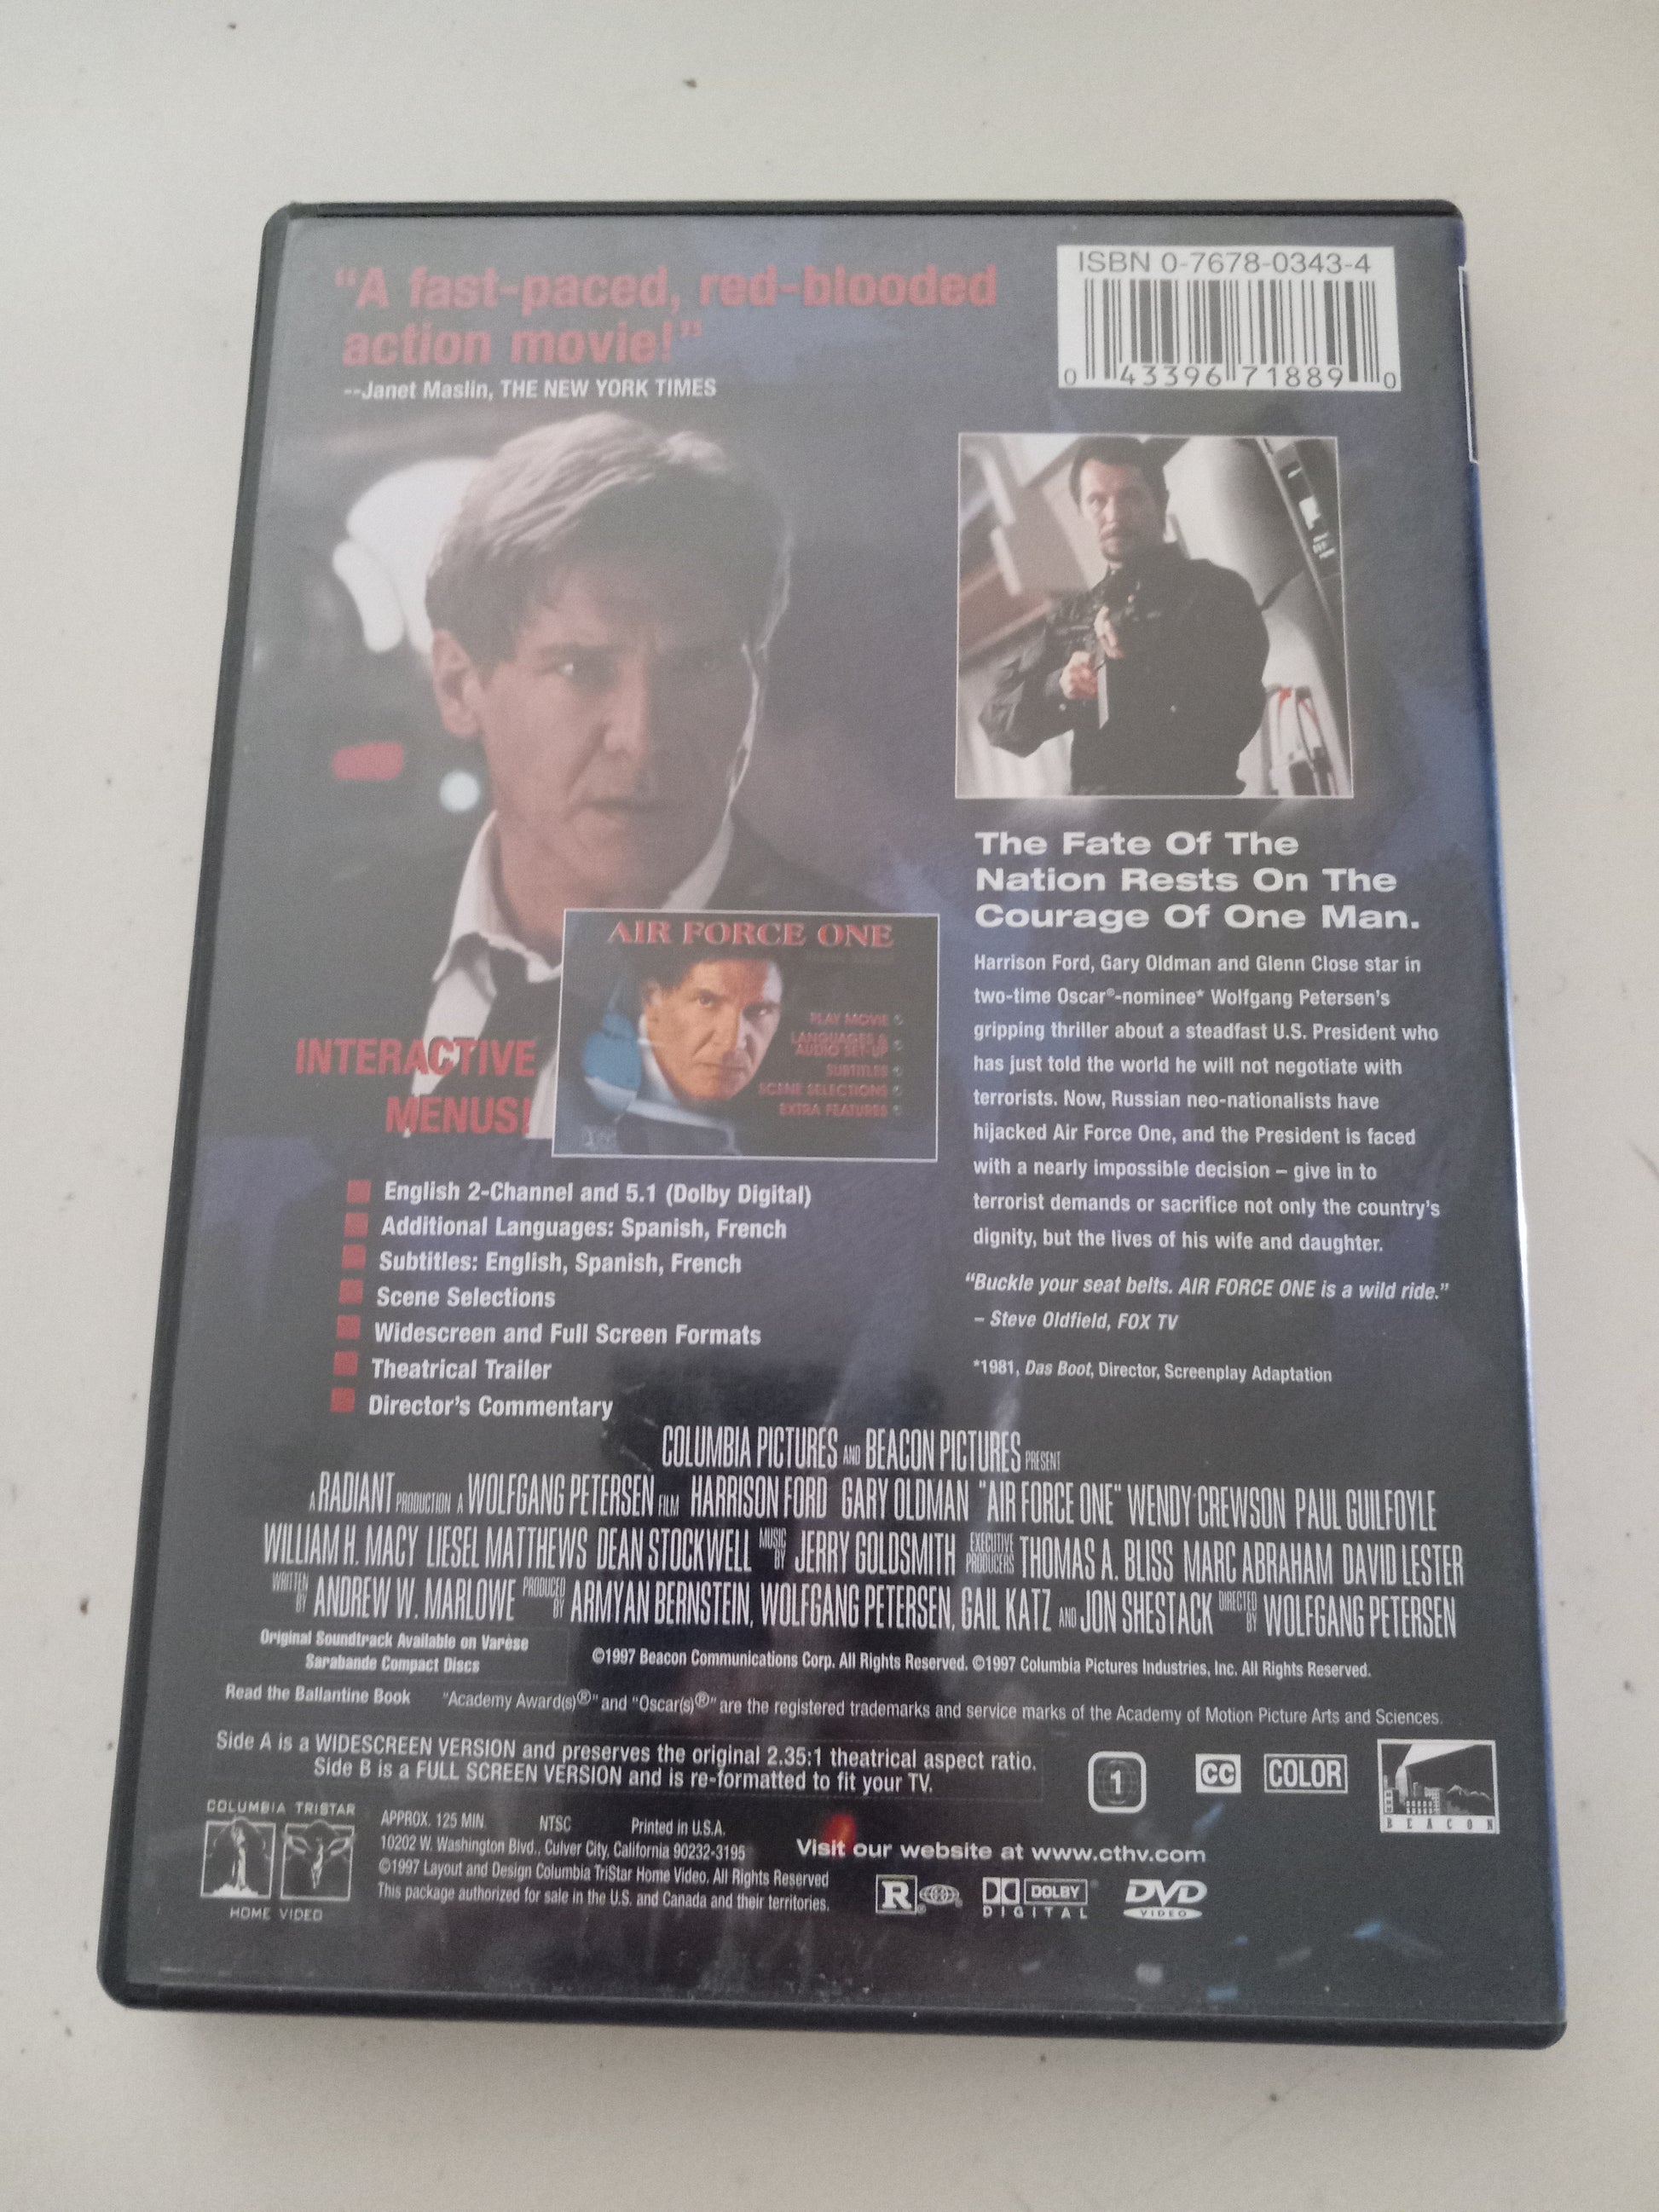 "A fast-paced, red-blooded
action movie!"
--Janet Maslin, THE NEW YORK TIMES
ISBN 0-7678-0343-4
0 43396 71889 0
The Fate Of The
Nation Rests On The
Courage Of One Man.
Harrison Ford, Gary Oldman and Glenn Close star in
two-time Oscar®-nominee* Wolfgang Petersen's
gripping thriller about a steadfast U.S. President who
has just told the world he will not negotiate with
terrorists. Now, Russian neo-nationalists have
hijacked Air Force One, and the President is faced
with a nearly impossible decision – give in to
terrorist demands or sacrifice not only the country's
dignity, but the lives of his wife and daughter.
"Buckle your seat belts. AIR FORCE ONE is a wild ride."
– Steve Oldfield, FOX TV
*1981, Das Boot, Director, Screenplay Adaptation
AIR FORCE ONE
PLAY MOVIE
LANGUAGES &
AUDIO SET-UP
SUBTITLES
SCENE SELECTIONS
EXTRA FEATURES
INTERACTIVE
MENUS!
English 2-Channel and 5.1 (Dolby Digital)
Additional Languages: Spanish, French
Subtitles: English, Spanish, French
Scene Selections
Widescreen and Full Screen Formats
Theatrical Trailer
Director's Commentary
COLUMBIA PICTURES AND BEACON PICTURES PRESENT
A RADIANT PRODUCTION A WOLFGANG PETERSEN FILM HARRISON FORD GARY OLDMAN "AIR FORCE ONE" WENDY CREWSON PAUL GUILFOYLE
WILLIAM H. MACY LIESEL MATTHEWS DEAN STOCKWELL MUSIC BY JERRY GOLDSMITH EXECUTIVE PRODUCERS THOMAS A. BLISS MARC ABRAHAM DAVID LESTER
WRITTEN BY ANDREW W. MARLOWE PRODUCED BY ARMYAN BERNSTEIN, WOLFGANG PETERSEN, GAIL KATZ AND JON SHESTACK DIRECTED BY WOLFGANG PETERSEN
Original Soundtrack Available on Varèse
Sarabande Compact Discs
©1997 Beacon Communications Corp. All Rights Reserved. ©1997 Columbia Pictures Industries, Inc. All Rights Reserved.
Read the Ballantine Book
"Academy Award(s)®" and "Oscar(s)®" are the registered trademarks and service marks of the Academy of Motion Picture Arts and Sciences.
Side A is a WIDESCREEN VERSION and preserves the original 2.35:1 theatrical aspect ratio.
Side B is a FULL SCREEN VERSION and is re-formatted to fit your TV.
1
CC
COLOR
BEACON
COLUMBIA TRISTAR
HOME VIDEO
APPROX. 125 MIN. NTSC Printed in U.S.A.
10202 W. Washington Blvd., Culver City, California 90232-3195
©1997 Layout and Design Columbia TriStar Home Video, All Rights Reserved
This package authorized for sale in the U.S. and Canada and their territories.
Visit our website at www.cthv.com
R
DOLBY
DIGITAL
DVD
VIDEO